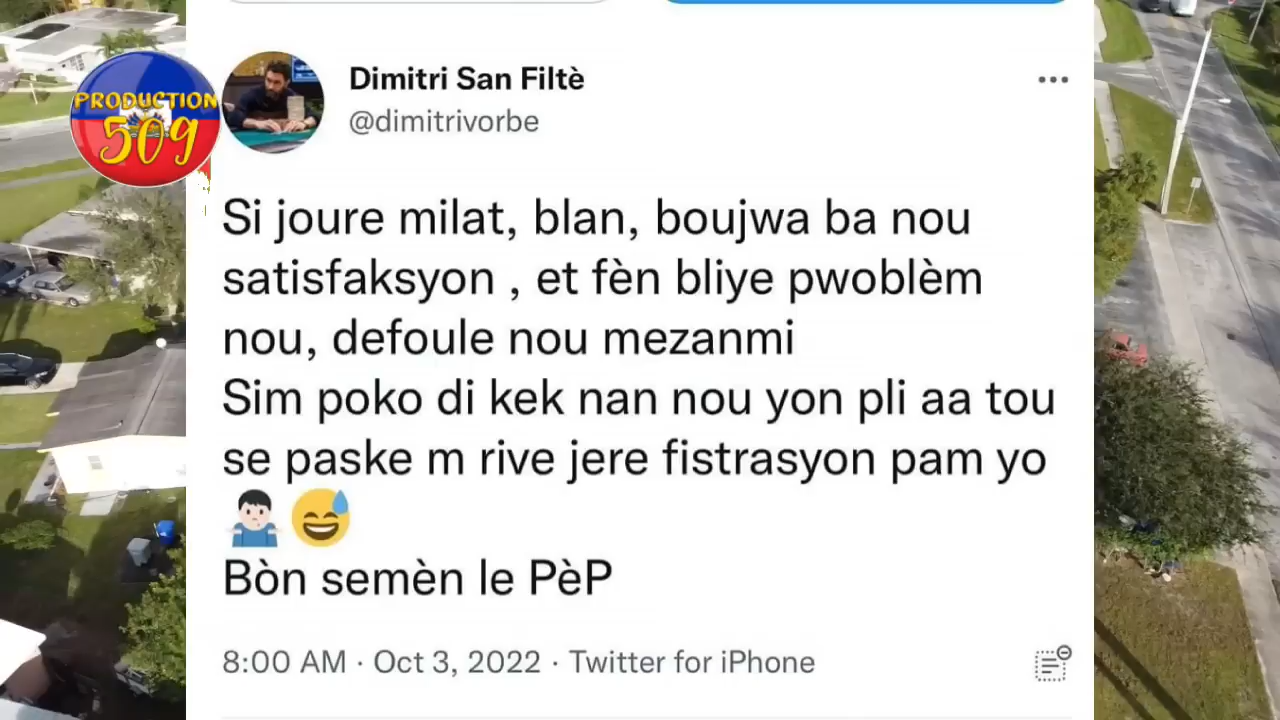 PRODUCTION
509
Dimitri San Filtè
@dimitrivorbe
Si joure milat, blan, boujwa ba nou
satisfaksyon , et fèn bliye pwoblèm
nou, defoule nou mezanmi
Sim poko di kek nan nou yon pli aa tou
se paske m rive jere fistrasyon pam yo
🤷🏻‍♂️😅
Bòn semèn le PèP
8:00 AM · Oct 3, 2022 · Twitter for iPhone